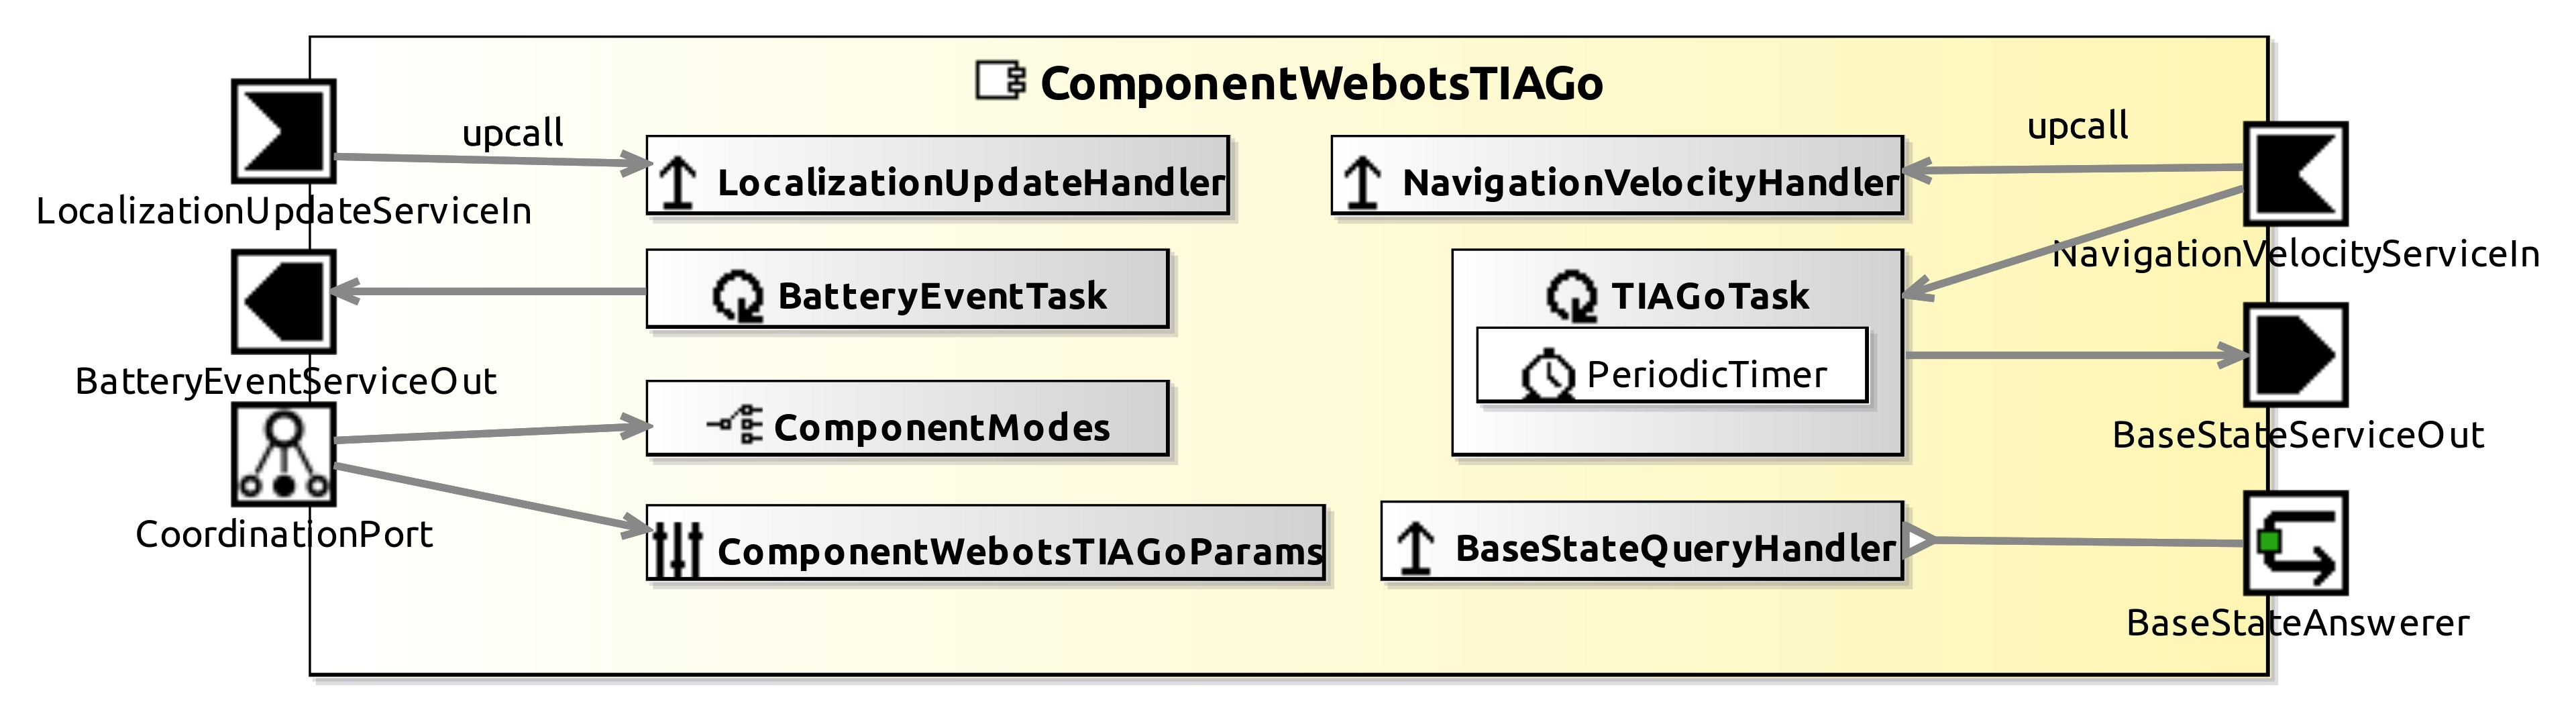 ComponentWebotsTIAGo
upcall
LocalizationUpdateHandler
LocalizationUpdateServiceIn
BatteryEventTask
BatteryEventServiceOut
ComponentModes
CoordinationPort
ComponentWebotsTIAGoParams
upcall
NavigationVelocityHandler
NavigationVelocityServiceIn
TIAGoTask
PeriodicTimer
BaseStateServiceOut
BaseStateQueryHandler
BaseStateAnswerer